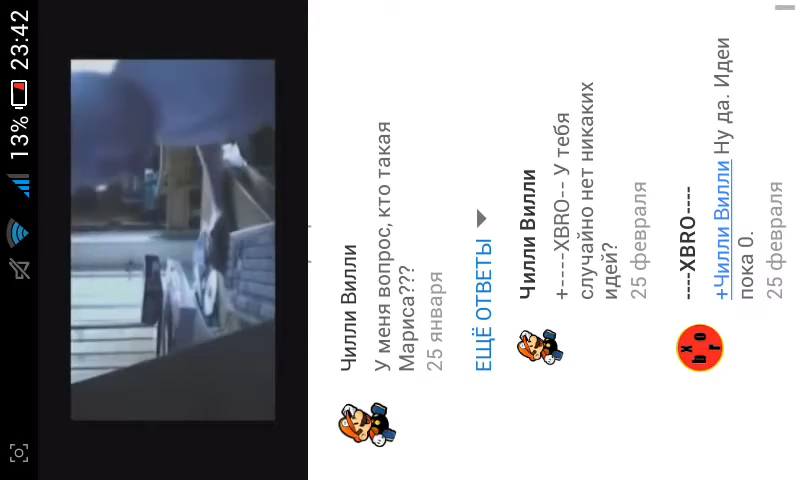 13% 23:42
Чилли Вилли
У меня вопрос, кто такая
Мариса???
25 января
ЕЩЁ ОТВЕТЫ
Чилли Вилли
+----XBRO-- У тебя
случайно нет никаких
идей?
25 февраля
x
b o
r
----XBRO----
+Чилли Вилли Ну да. Идеи
пока 0.
25 февраля